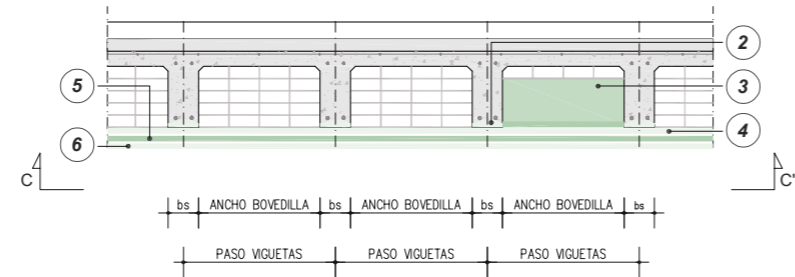 2
5
3
4
6
C C'
bs ANCHO BOVEDILLA bs ANCHO BOVEDILLA bs ANCHO BOVEDILLA bs
PASO VIGUETAS PASO VIGUETAS PASO VIGUETAS